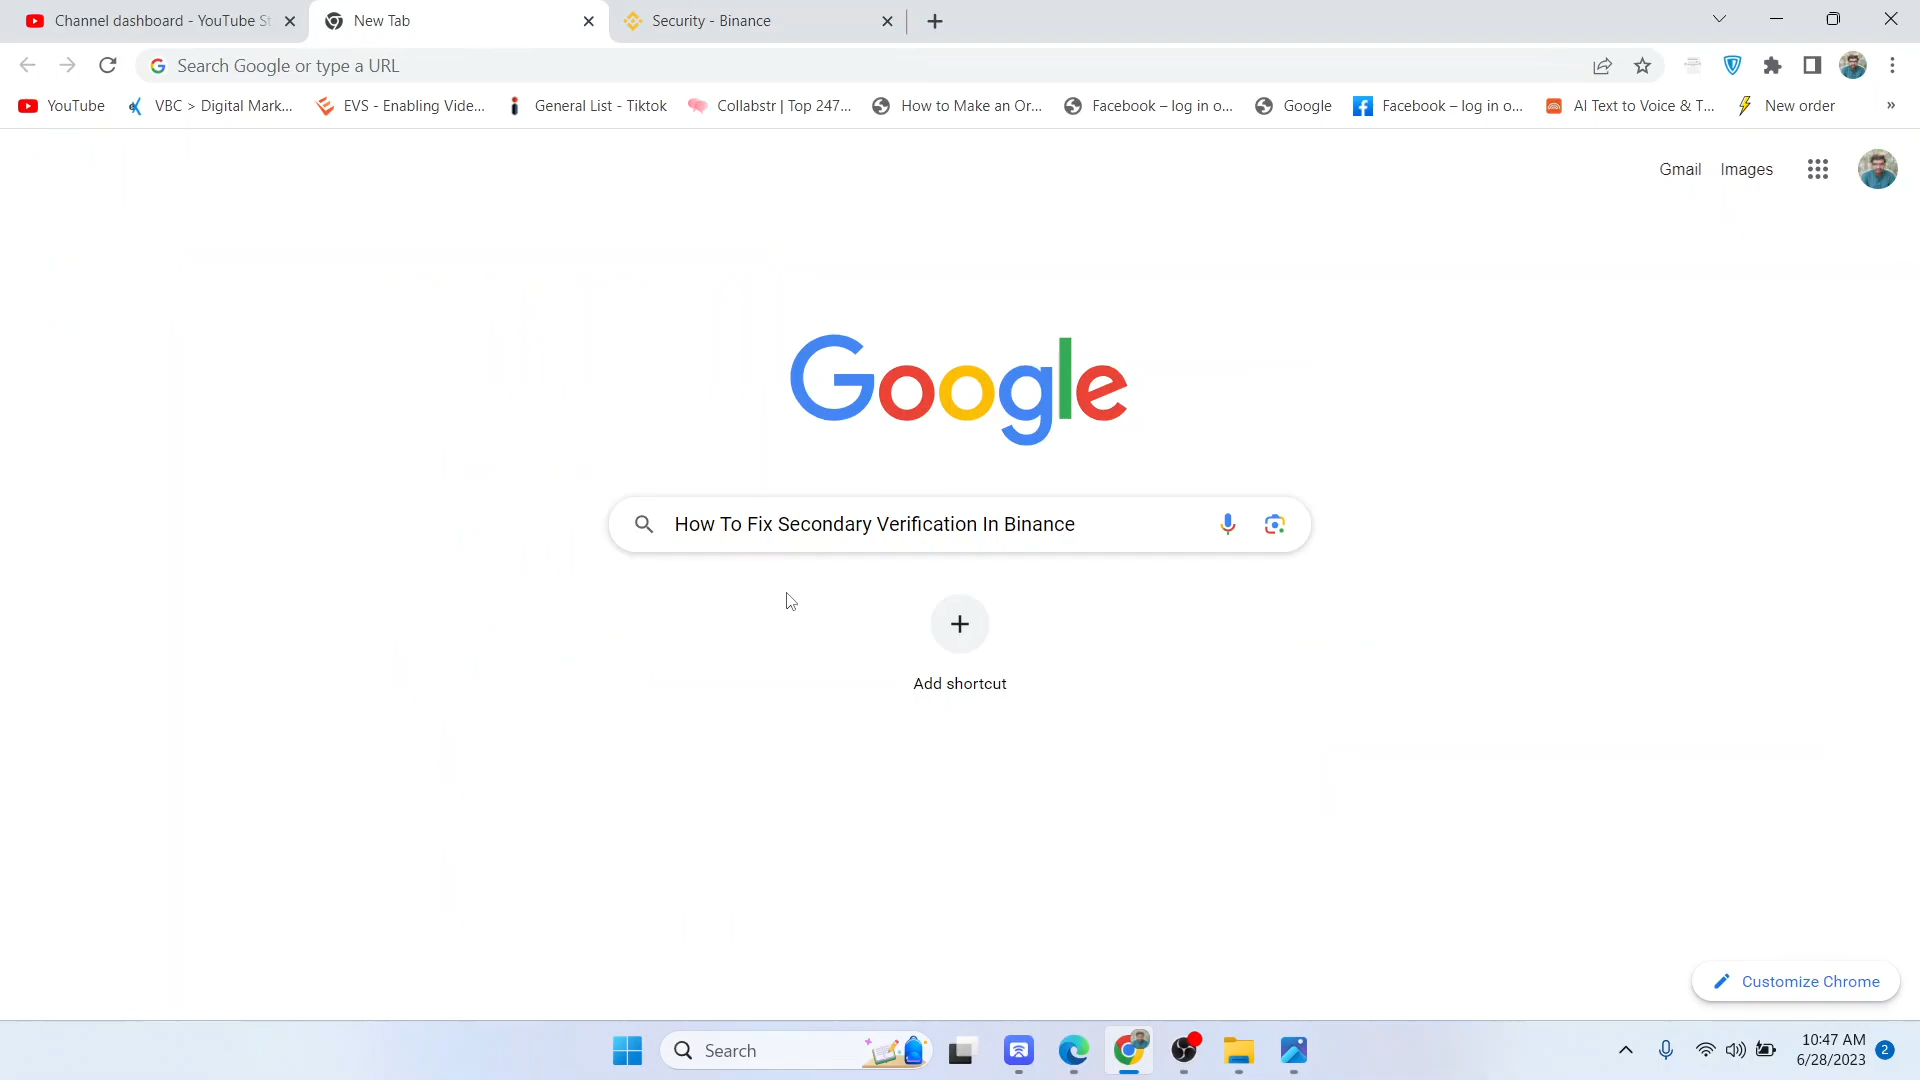 Channel dashboard - YouTube St
New Tab
Security - Binance
Search Google or type a URL
YouTube
VBC > Digital Mark...
EVS - Enabling Vide...
General List - Tiktok
Collabstr | Top 247...
How to Make an Or...
Facebook – log in o...
Google
Facebook – log in o...
AI Text to Voice & T...
New order
»
Gmail
Images
Google
How To Fix Secondary Verification In Binance
Add shortcut
Customize Chrome
Search
10:47 AM
6/28/2023
2